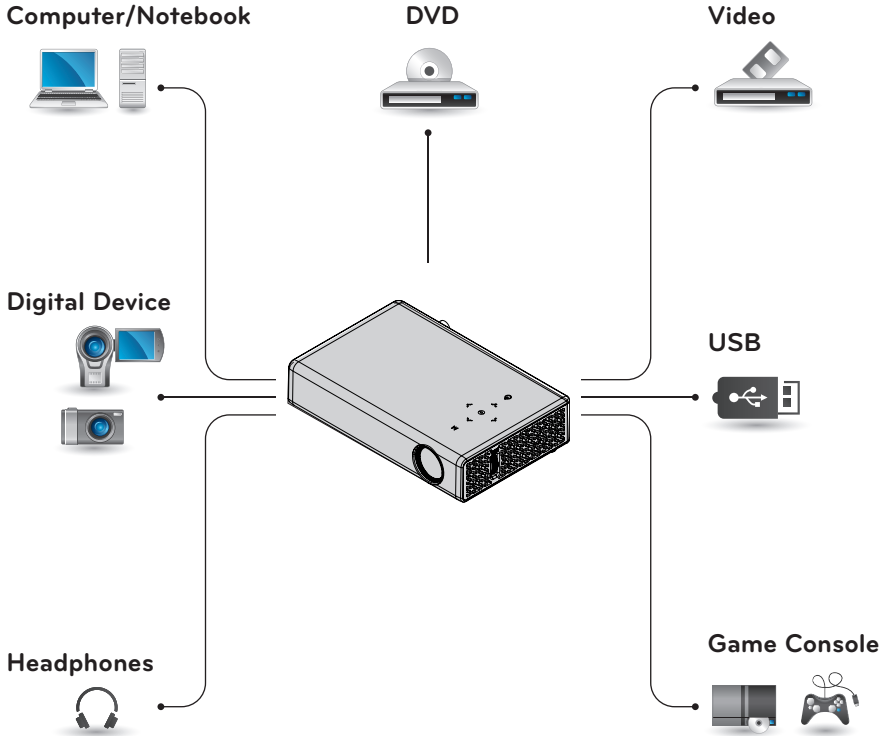 Computer/Notebook
DVD
Video
Digital Device
USB
Headphones
Game Console